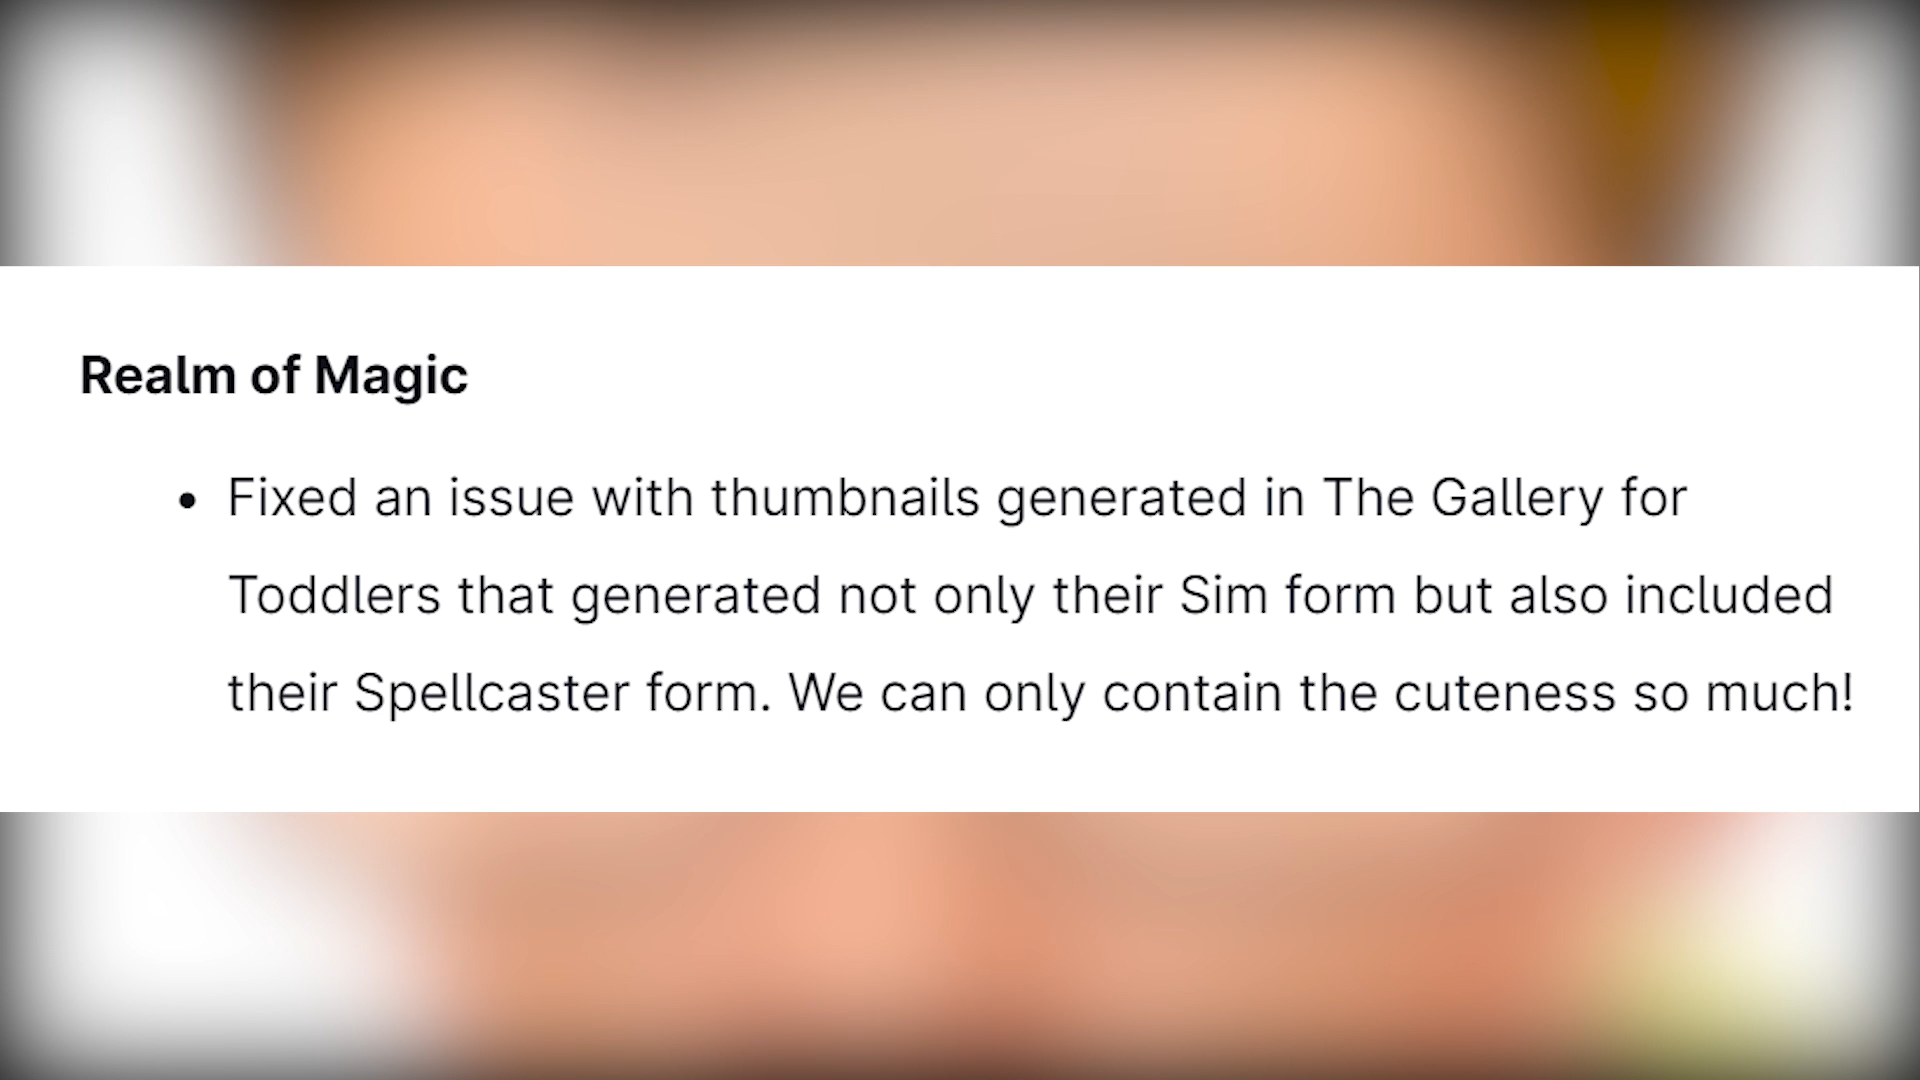 Realm of Magic
• Fixed an issue with thumbnails generated in The Gallery for
Toddlers that generated not only their Sim form but also included
their Spellcaster form. We can only contain the cuteness so much!